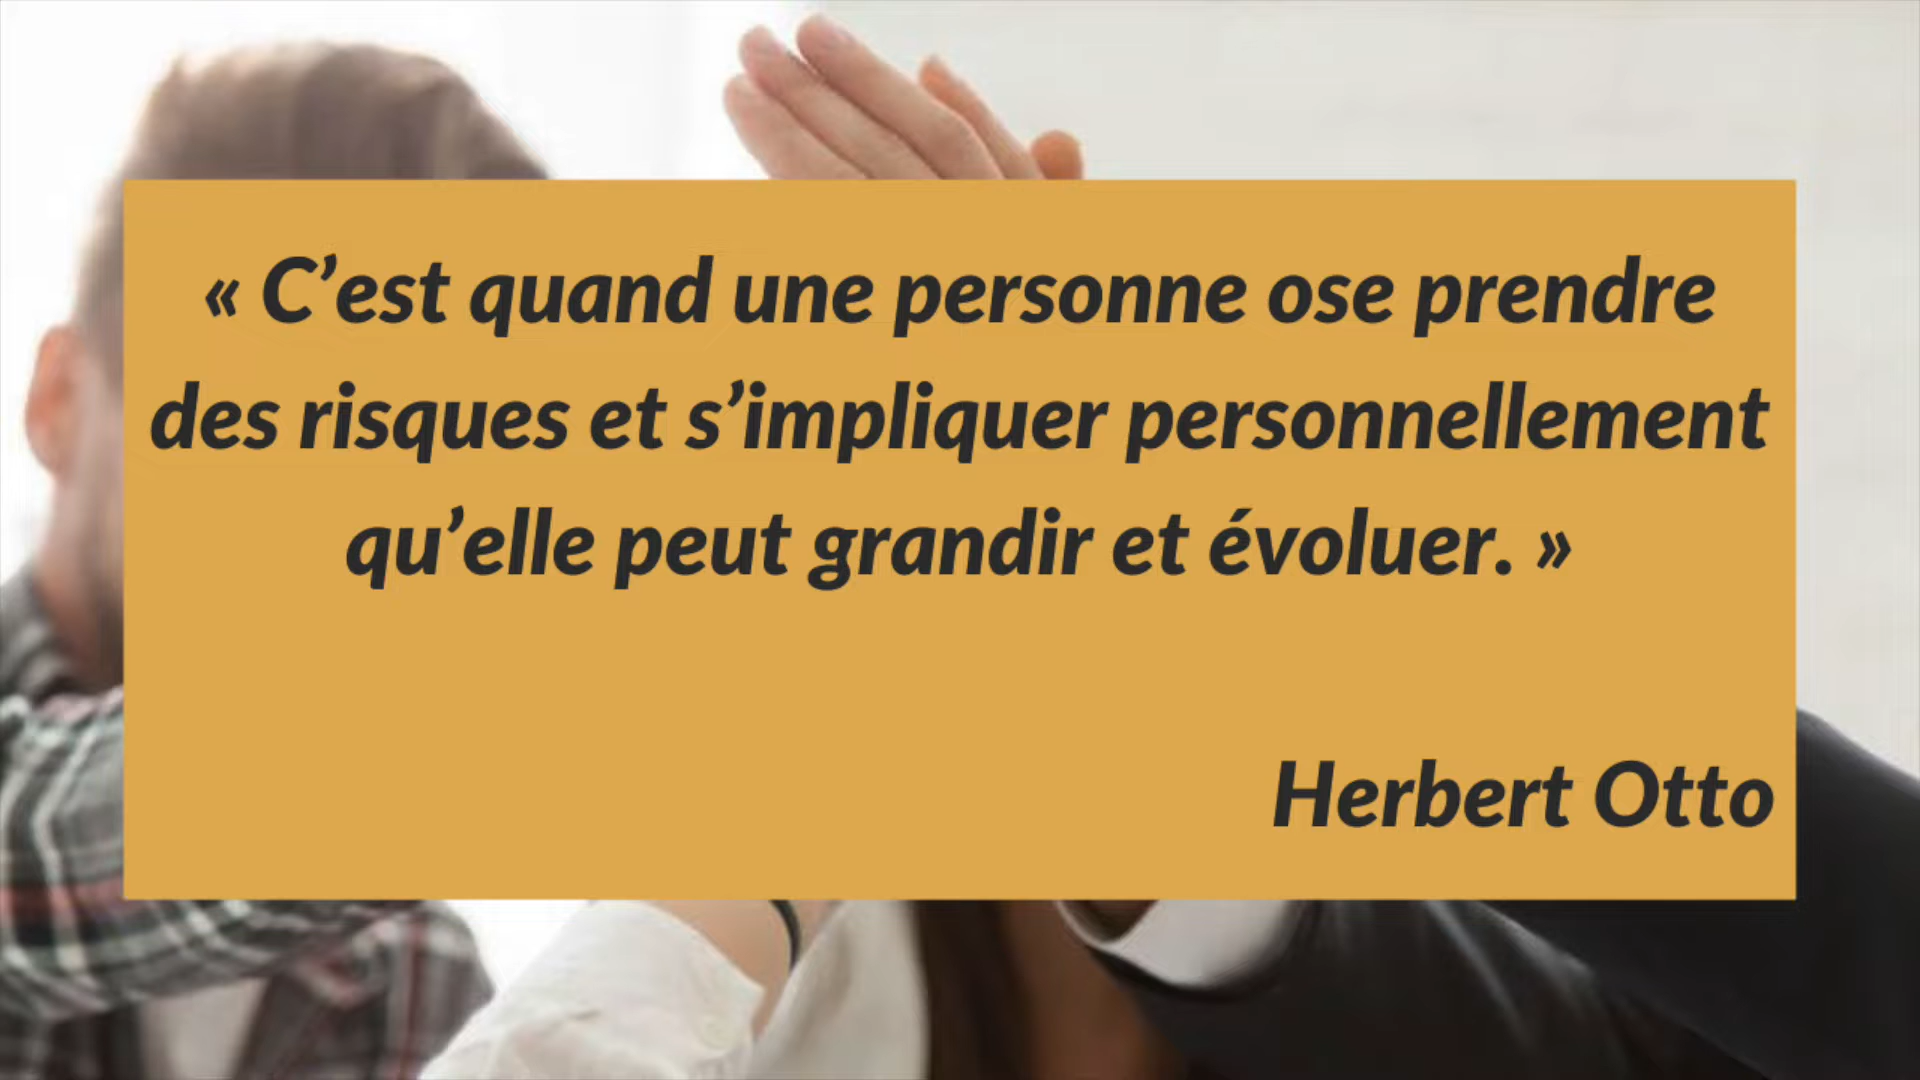 « C’est quand une personne ose prendre
des risques et s’impliquer personnellement
qu’elle peut grandir et évoluer. »
Herbert Otto